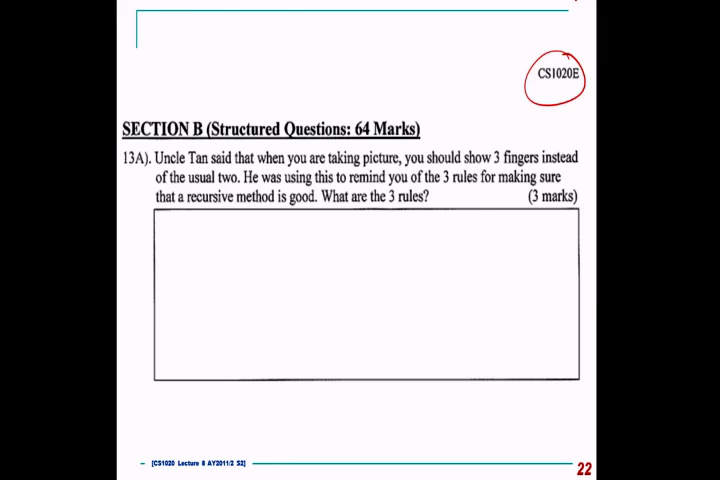 CS1020E
SECTION B (Structured Questions: 64 Marks)
13A). Uncle Tan said that when you are taking picture, you should show 3 fingers instead
of the usual two. He was using this to remind you of the 3 rules for making sure
that a recursive method is good. What are the 3 rules? (3 marks)
[CS1020 Lecture 8 AY2011/2 S2]
22